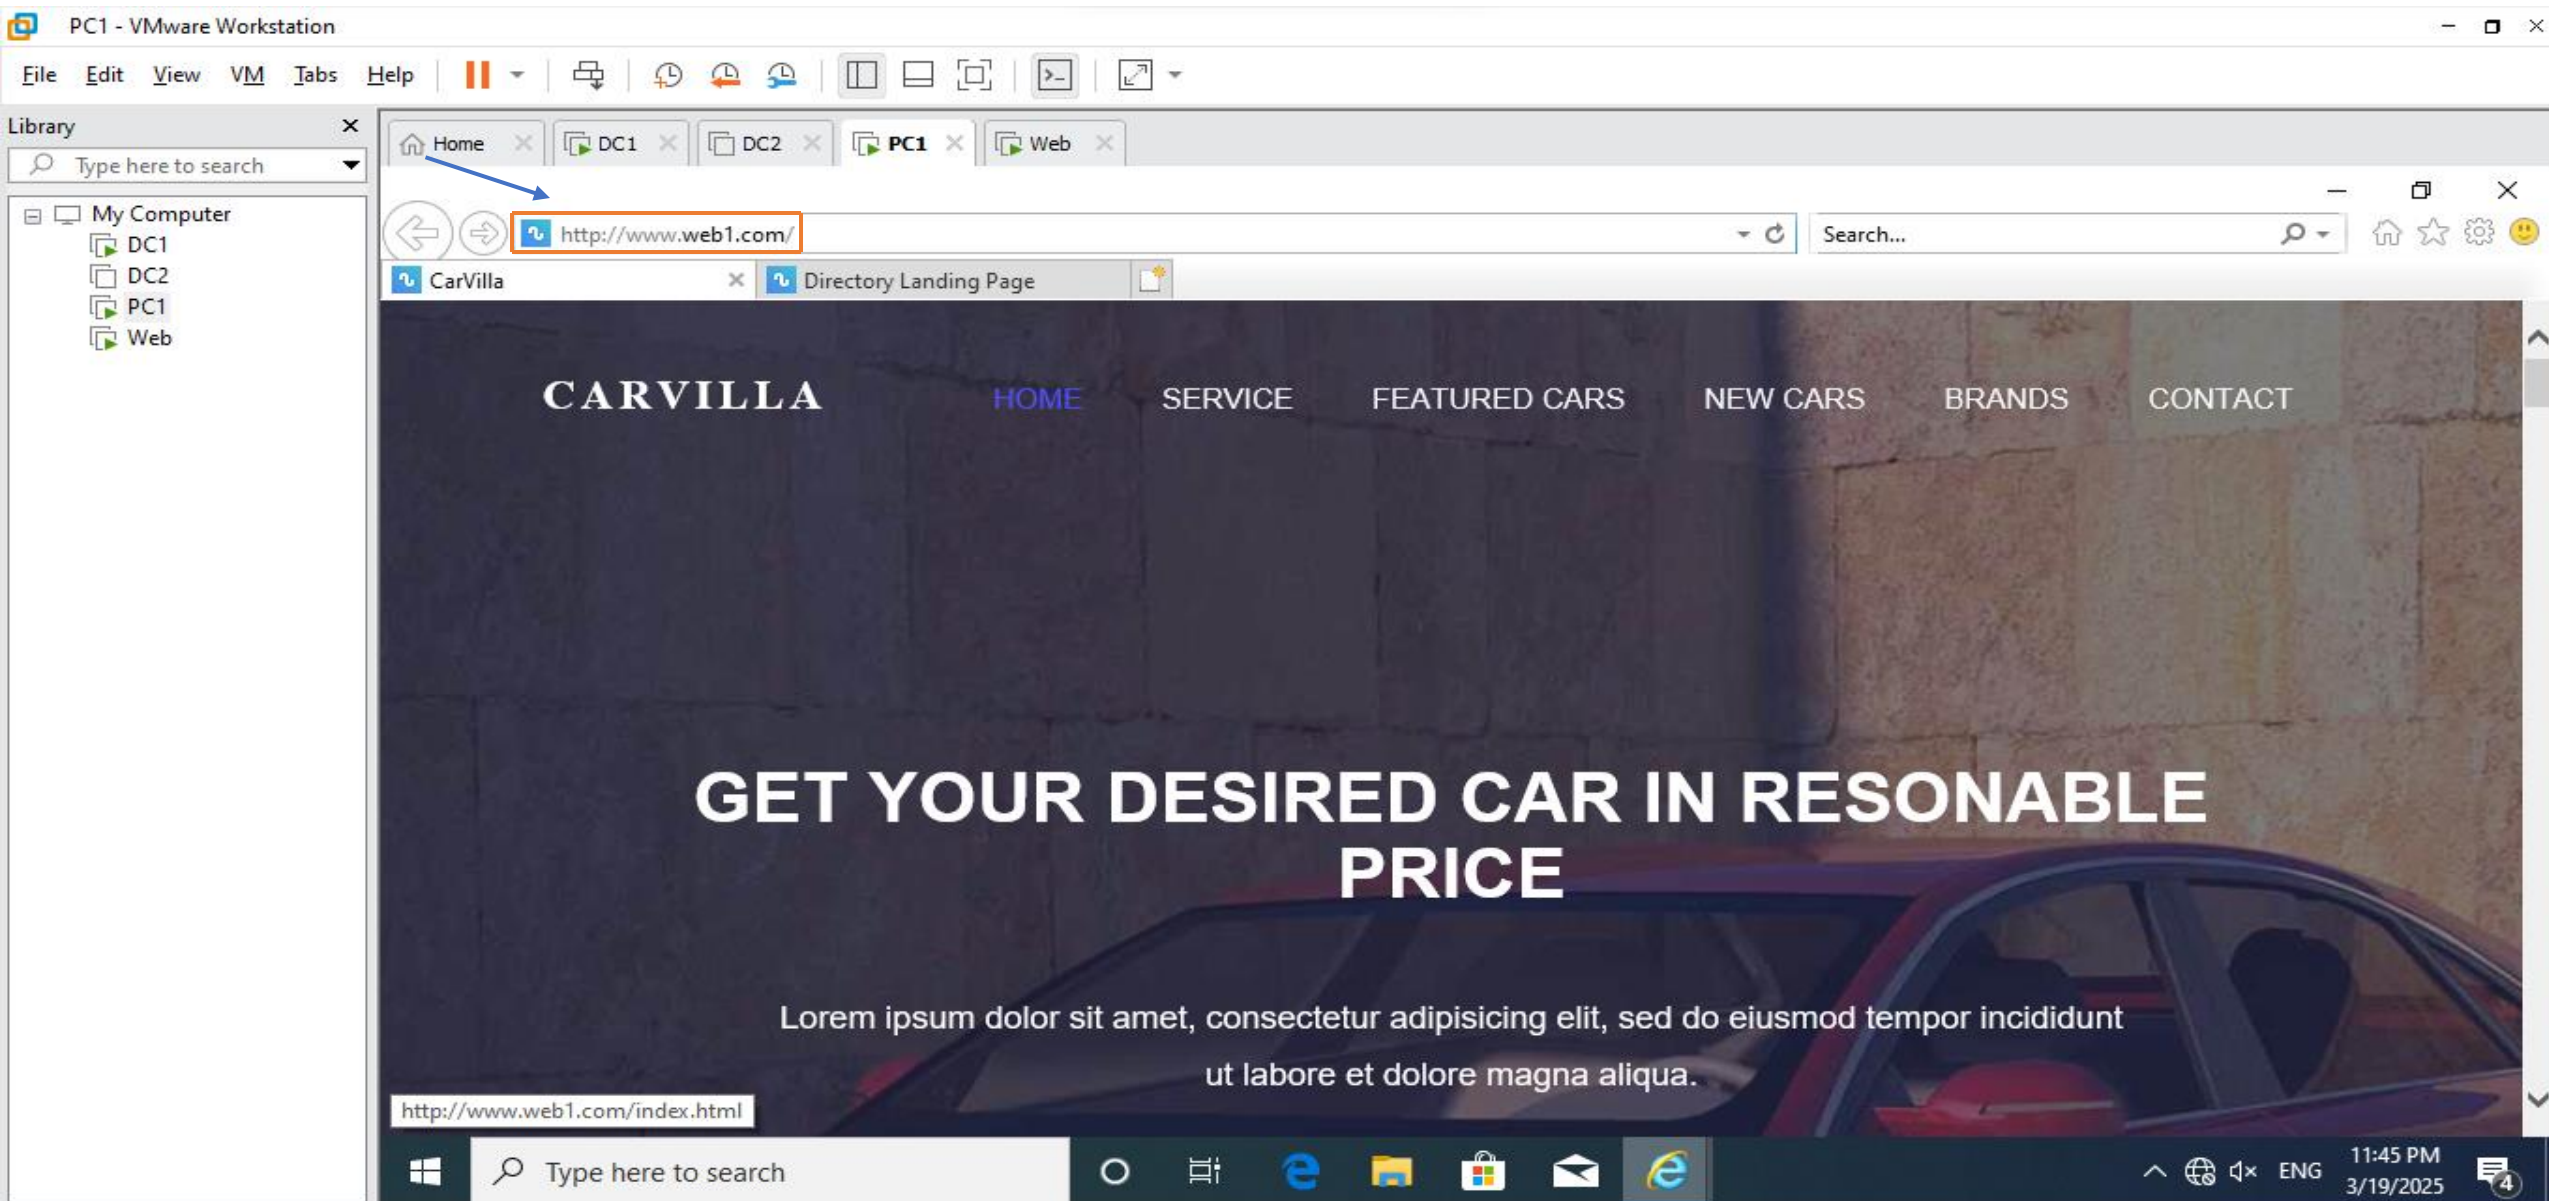 PC1 - VMware Workstation
File Edit View VM Tabs Help
Library
Type here to search
My Computer
DC1
DC2
PC1
Web
Home DC1 DC2 PC1 Web
http://www.web1.com/
Search...
CarVilla
Directory Landing Page
CARVILLA HOME SERVICE FEATURED CARS NEW CARS BRANDS CONTACT
GET YOUR DESIRED CAR IN RESONABLE
PRICE
Lorem ipsum dolor sit amet, consectetur adipisicing elit, sed do eiusmod tempor incididunt
ut labore et dolore magna aliqua.
http://www.web1.com/index.html
Type here to search
ENG
11:45 PM
3/19/2025
4